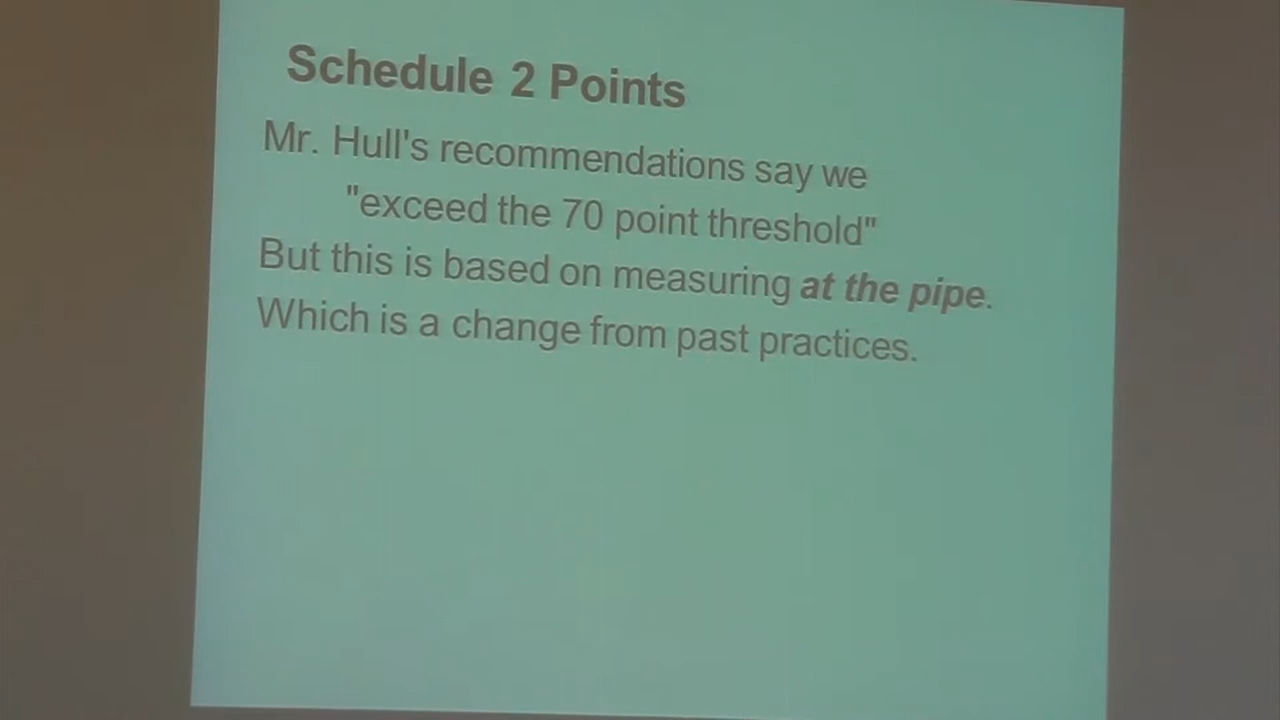 Schedule 2 Points
Mr. Hull's recommendations say we
"exceed the 70 point threshold"
But this is based on measuring at the pipe.
Which is a change from past practices.